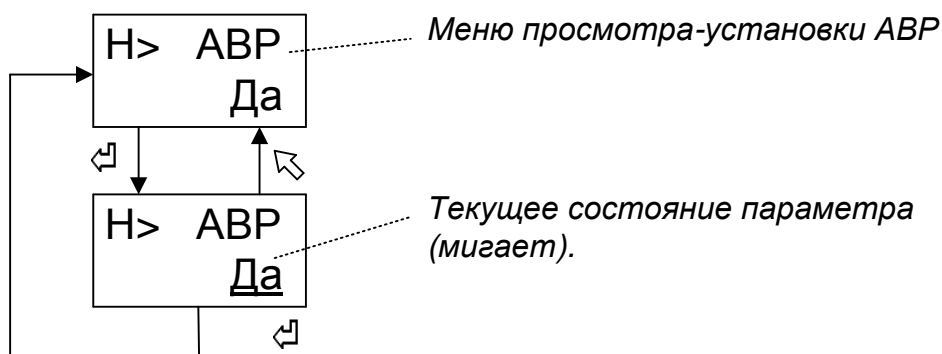 Н> АВР
Да
Меню просмотра-установки АВР
Н> АВР
Да
Текущее состояние параметра
(мигает).